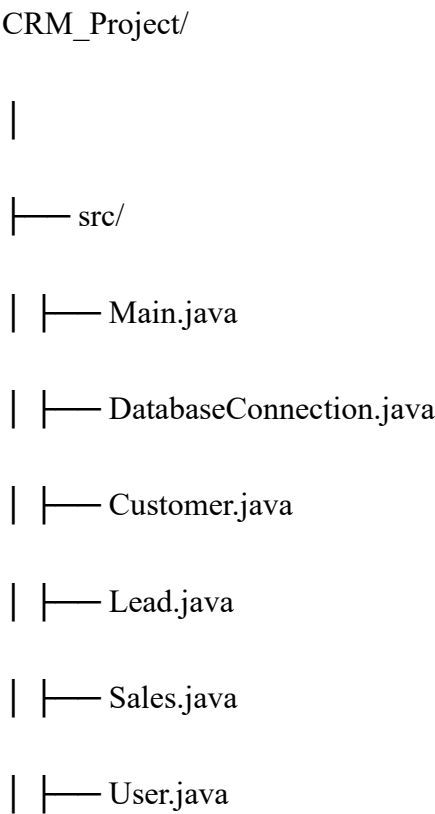 CRM_Project/
│
├── src/
│ ├── Main.java
│ ├── DatabaseConnection.java
│ ├── Customer.java
│ ├── Lead.java
│ ├── Sales.java
│ ├── User.java